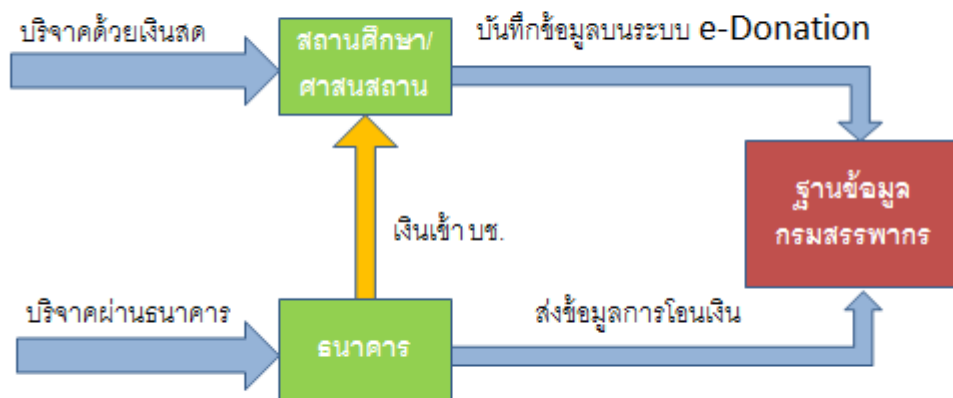 บริจาคด้วยเงินสด
สถานศึกษา/
ศาสนสถาน
บันทึกข้อมูลบนระบบ e-Donation
ฐานข้อมูล
กรมสรรพากร
เงินเข้า บช.
บริจาคผ่านธนาคาร
ธนาคาร
ส่งข้อมูลการโอนเงิน